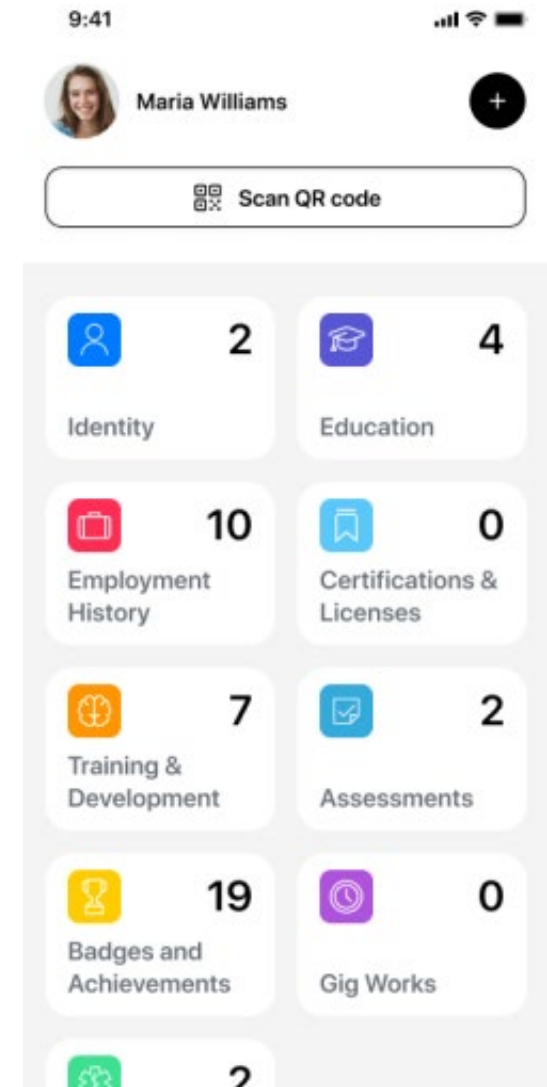 9:41
Maria Williams
Scan QR code
2
4
Identity
Education
10
0
Employment
History
Certifications &
Licenses
7
2
Training &
Development
Assessments
19
0
Badges and
Achievements
Gig Works
2